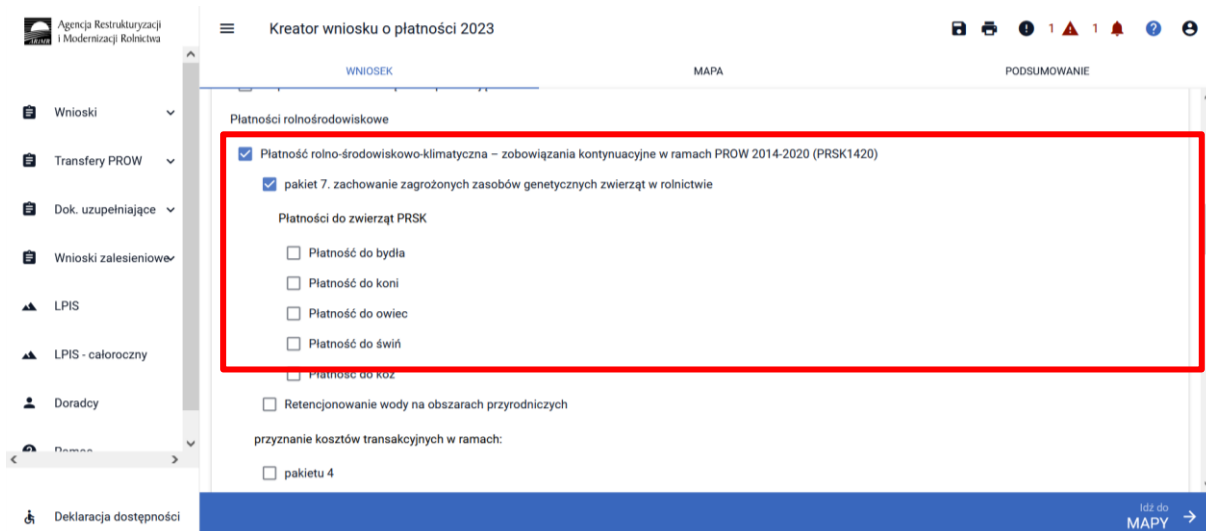 Agencja Restrukturyzacji
i Modernizacji Rolnictwa
ARiMR
Kreator wniosku o płatności 2023
1
1
WNIOSEK
MAPA
PODSUMOWANIE
Wnioski
Transfery PROW
Dok. uzupełniające
Wnioski zalesieniowe
LPIS
LPIS - całoroczny
Doradcy
Pomoc
Deklaracja dostępności
Płatności rolnośrodowiskowe
Płatność rolno-środowiskowo-klimatyczna – zobowiązania kontynuacyjne w ramach PROW 2014-2020 (PRSK1420)
pakiet 7. zachowanie zagrożonych zasobów genetycznych zwierząt w rolnictwie
Płatności do zwierząt PRSK
Płatność do bydła
Płatność do koni
Płatność do owiec
Płatność do świń
Płatność do kóz
Retencjonowanie wody na obszarach przyrodniczych
przyznanie kosztów transakcyjnych w ramach:
pakietu 4
Idź do
MAPY